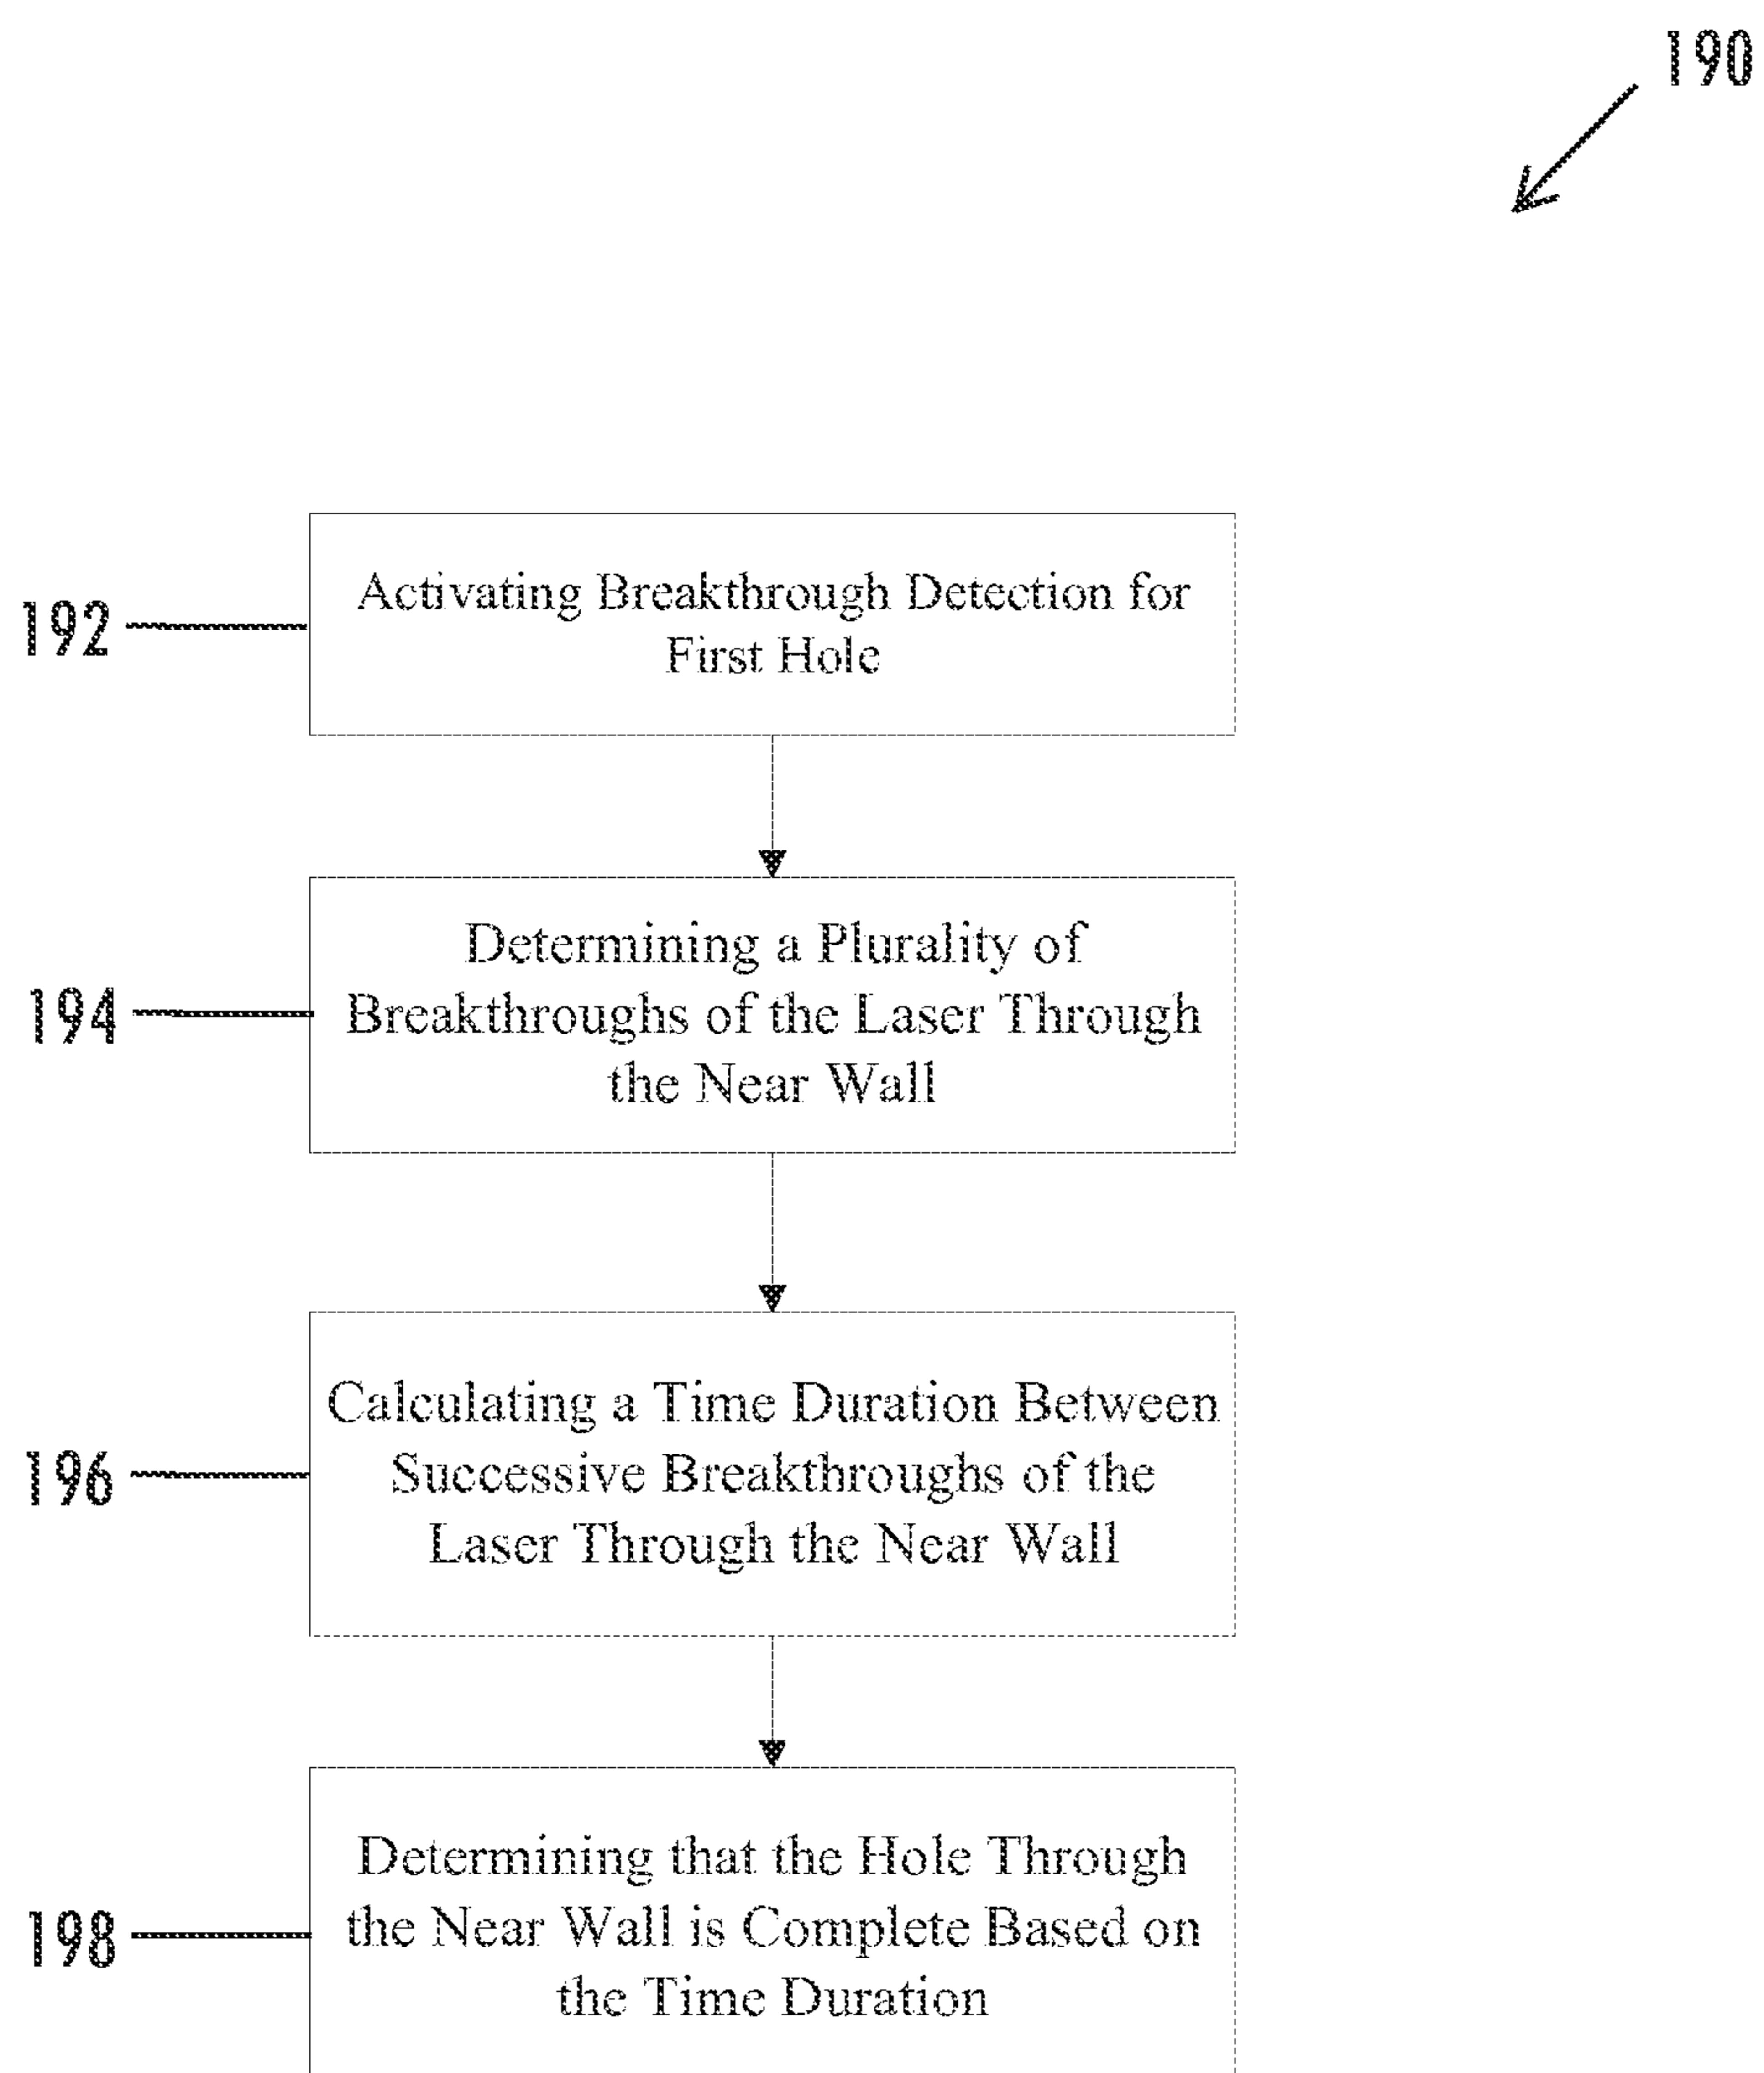 190
192
Activating Breakthrough Detection for
First Hole
194
Determining a Plurality of
Breakthroughs of the Laser Through
the Near Wall
196
Calculating a Time Duration Between
Successive Breakthroughs of the
Laser Through the Near Wall
198
Determining that the Hole Through
the Near Wall is Complete Based on
the Time Duration